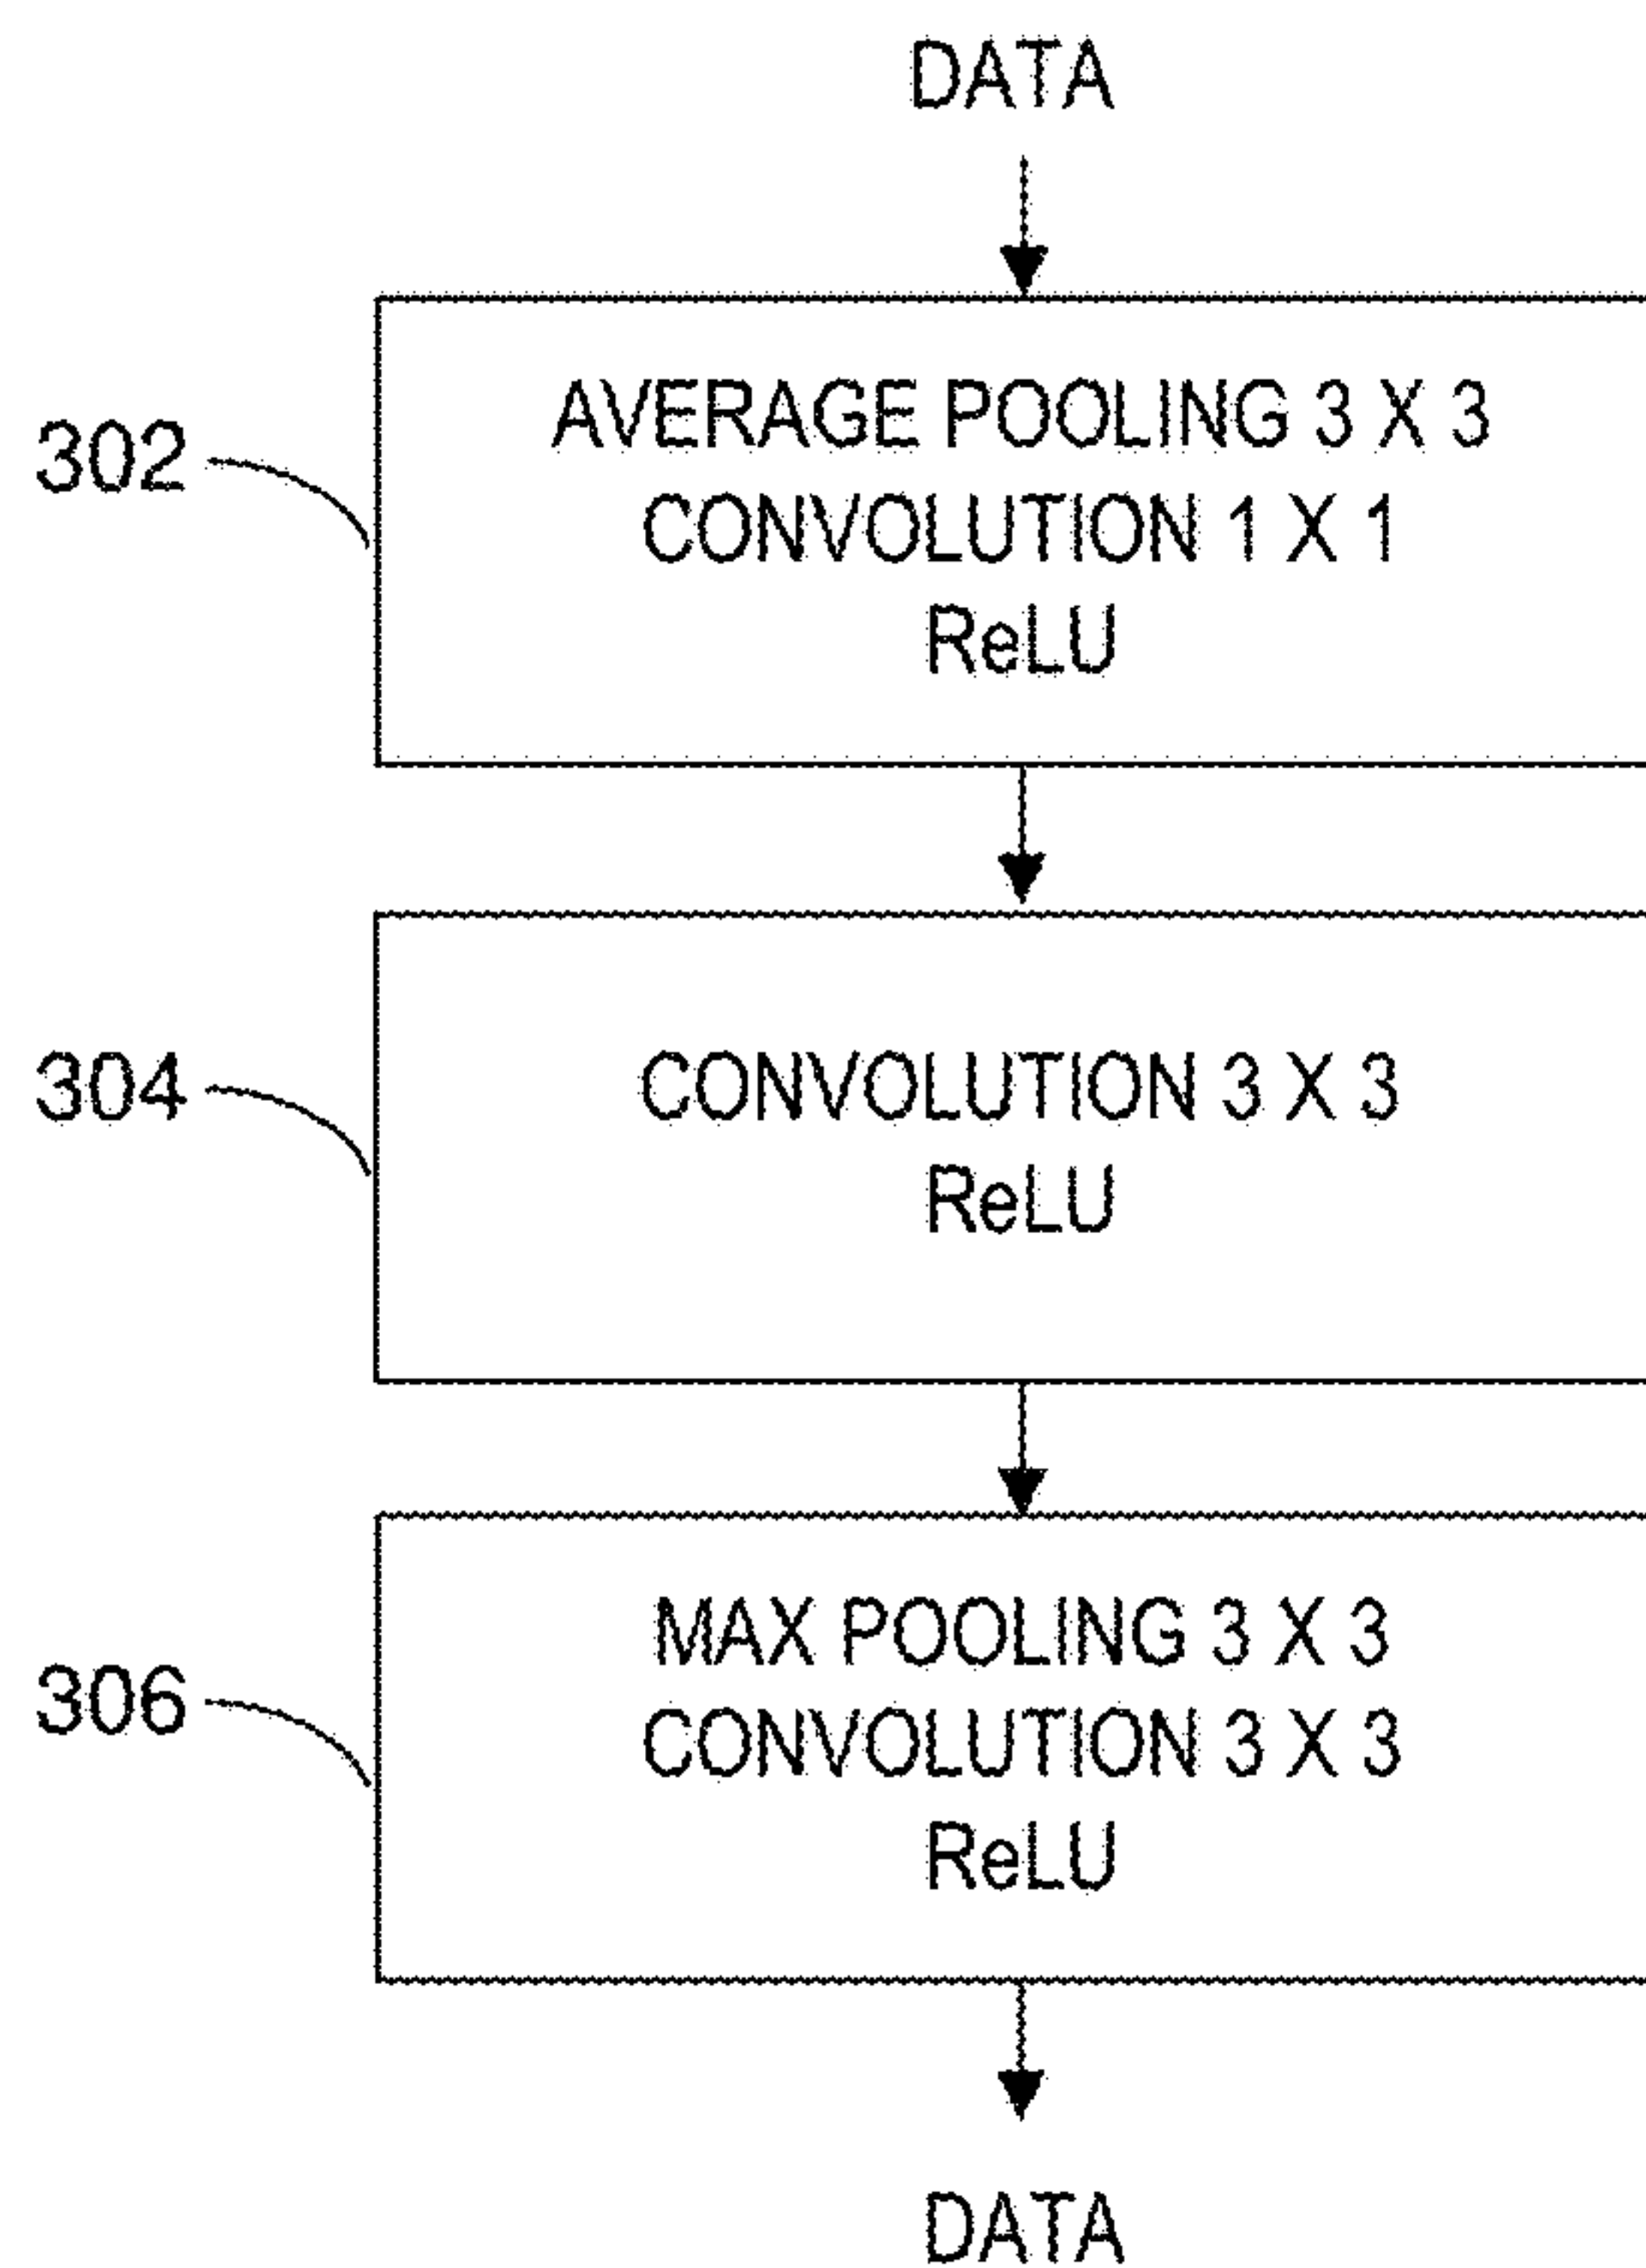 DATA
302
AVERAGE POOLING 3 X 3
CONVOLUTION 1 X 1
ReLU
304
CONVOLUTION 3 X 3
ReLU
306
MAX POOLING 3 X 3
CONVOLUTION 3 X 3
ReLU
DATA